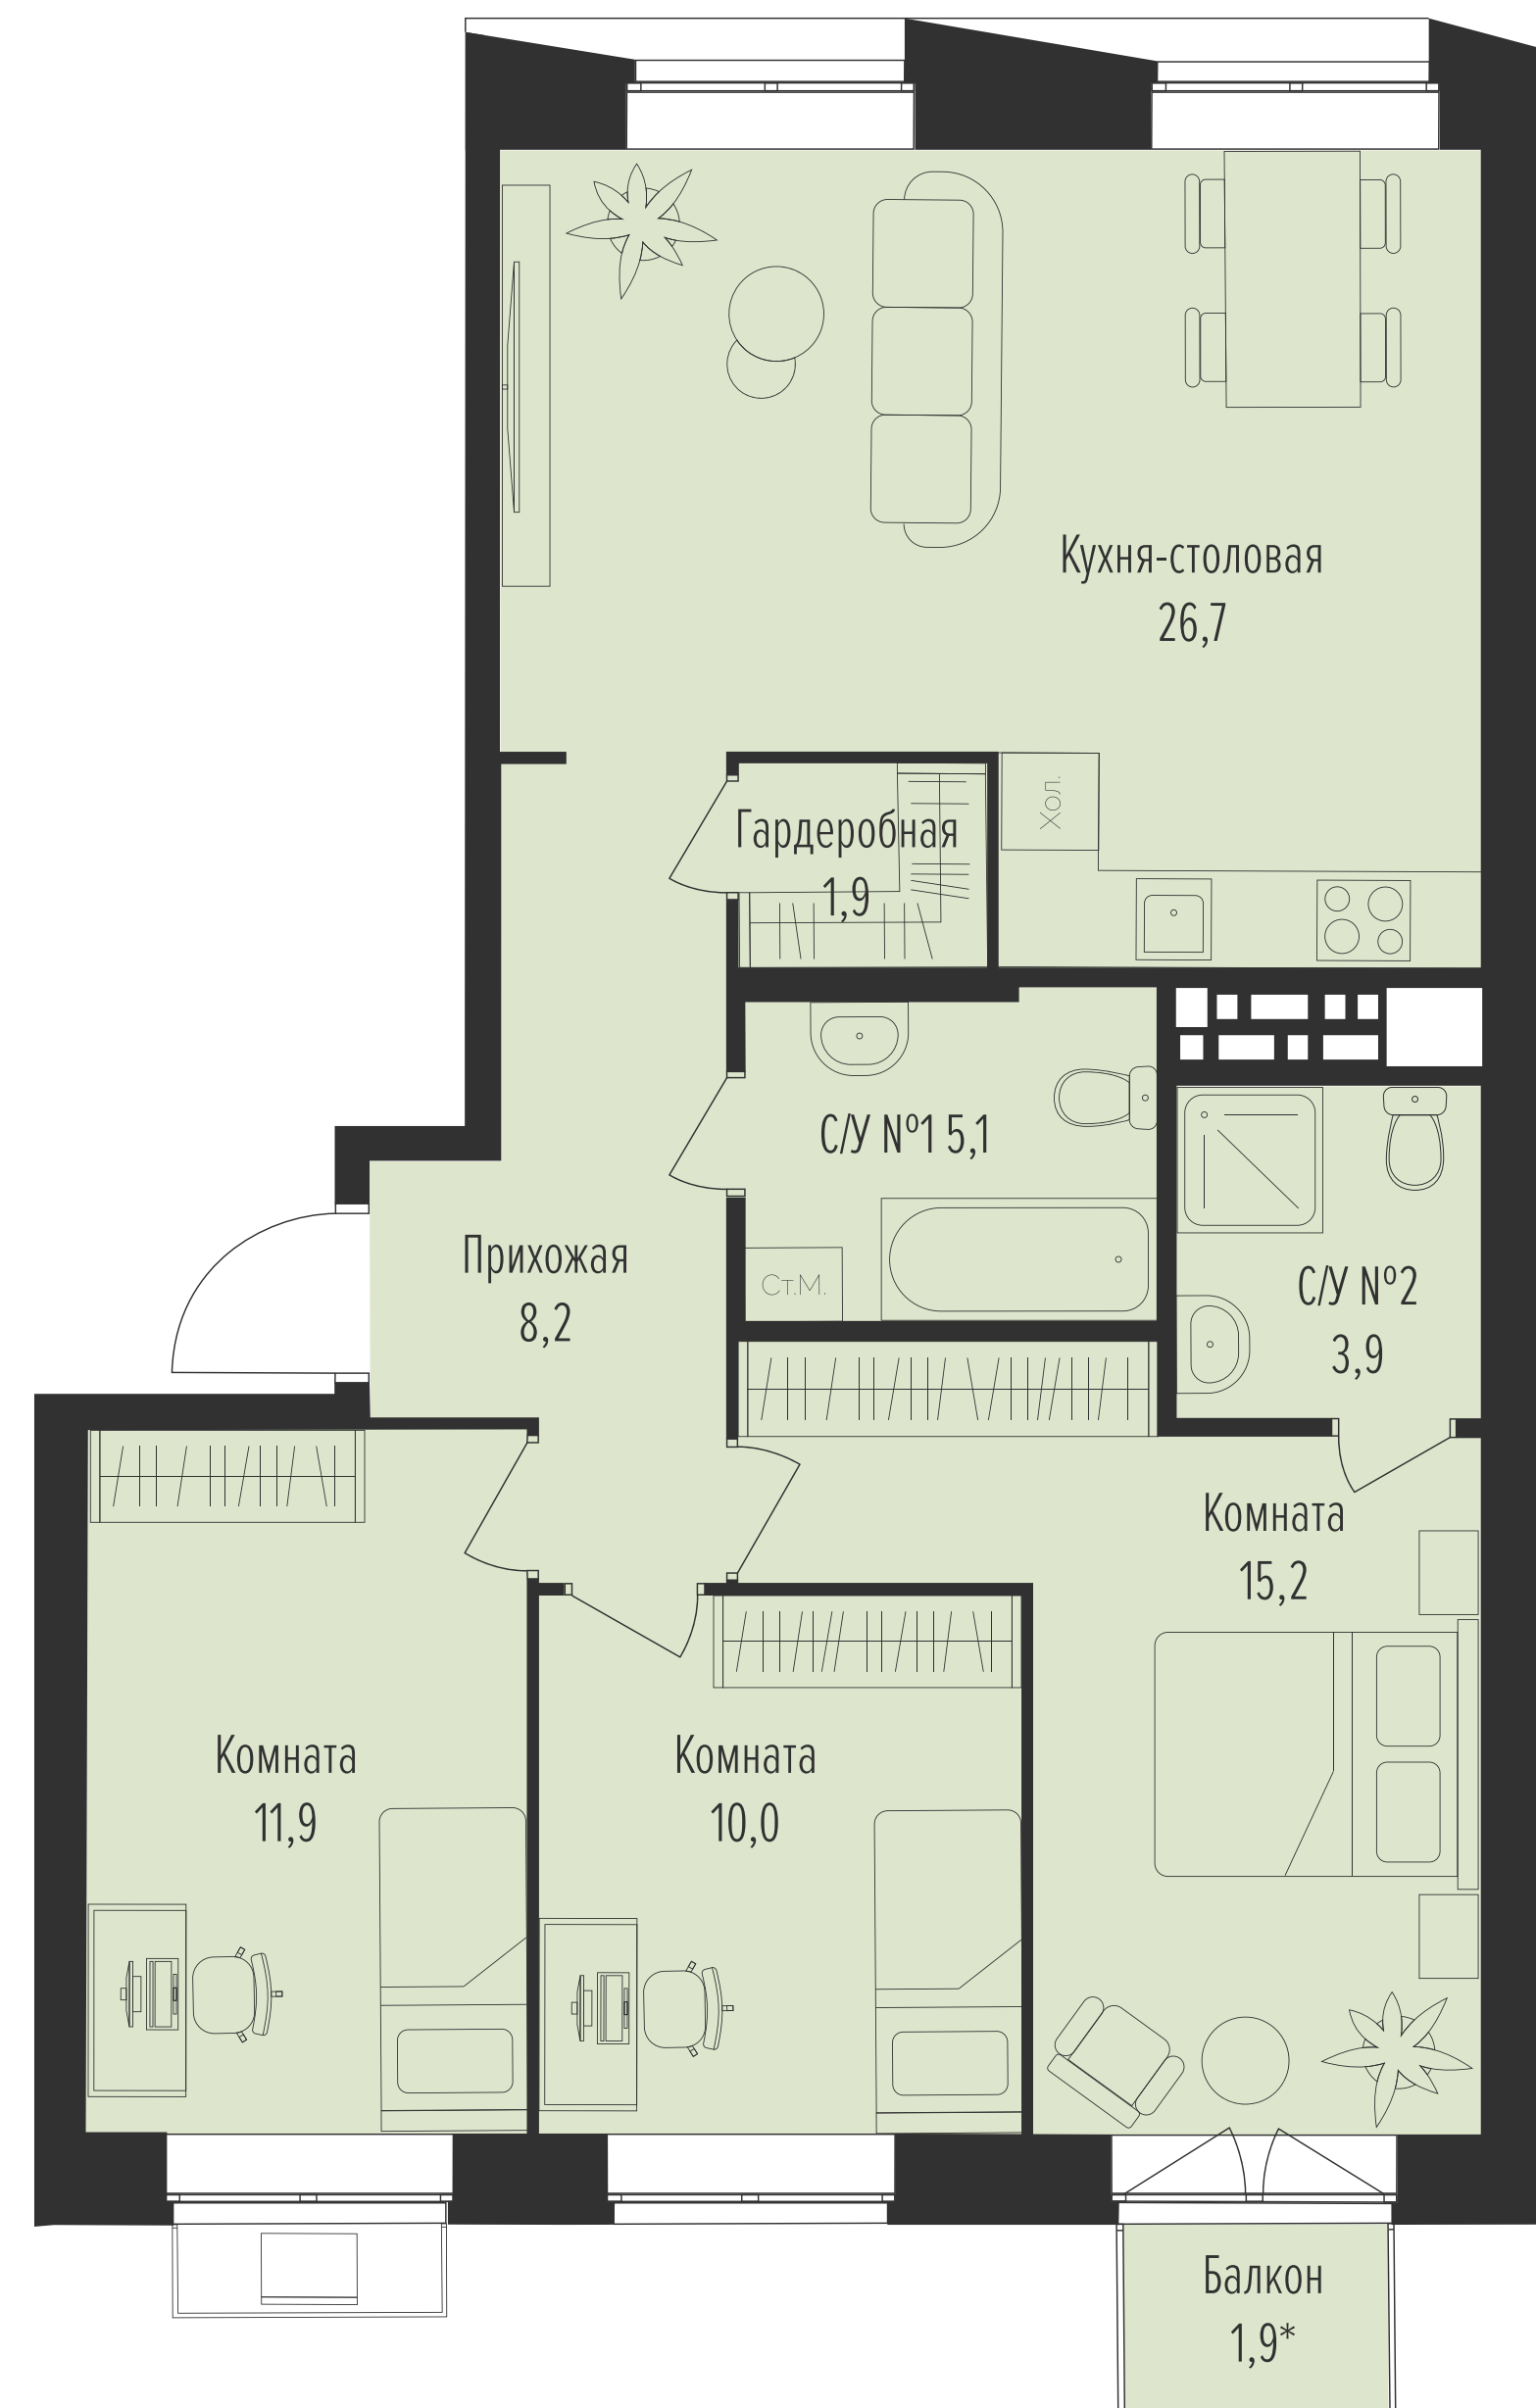 Кухня-столовая
26,7
Хол.
Гардеробная
1,9
С/У №1 5,1
Ст.М.
Прихожая
8,2
С/У №2
3,9
Комната
15,2
Комната
11,9
Комната
10,0
Балкон
1,9*